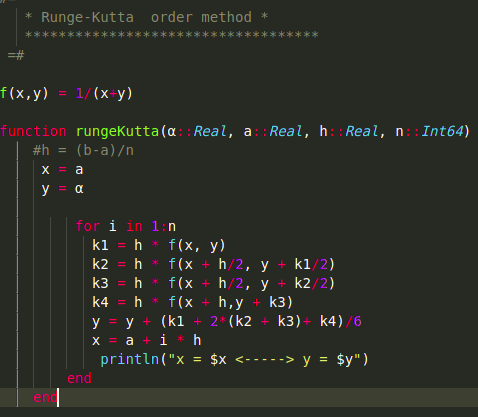 * Runge-Kutta  order method *
***********************************
=#
f(x,y) = 1/(x+y)
function rungeKutta(α::Real, a::Real, h::Real, n::Int64)
#h = (b-a)/n
x = a
y = α
for i in 1:n
k1 = h * f(x, y)
k2 = h * f(x + h/2, y + k1/2)
k3 = h * f(x + h/2, y + k2/2)
k4 = h * f(x + h,y + k3)
y = y + (k1 + 2*(k2 + k3)+ k4)/6
x = a + i * h
println("x = $x <-----> y = $y")
end
end